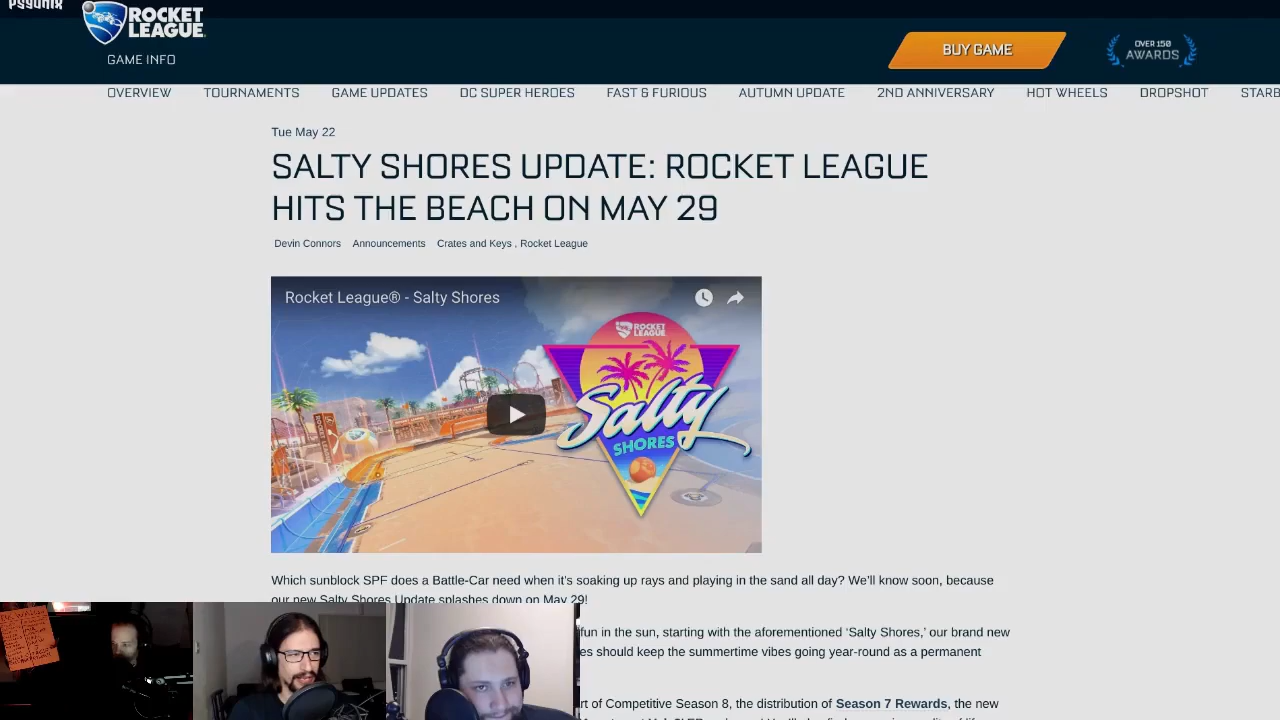 Psyonix
ROCKET
LEAGUE
GAME INFO
BUY GAME
OVER 150
AWARDS
OVERVIEW TOURNAMENTS GAME UPDATES DC SUPER HEROES FAST & FURIOUS AUTUMN UPDATE 2ND ANNIVERSARY HOT WHEELS DROPSHOT STARB
Tue May 22
SALTY SHORES UPDATE: ROCKET LEAGUE
HITS THE BEACH ON MAY 29
Devin Connors Announcements Crates and Keys , Rocket League
Rocket League® - Salty Shores
ROCKET
LEAGUE
Salty
SHORES
Which sunblock SPF does a Battle-Car need when it's soaking up rays and playing in the sand all day? We'll know soon, because
our new Salty Shores Update splashes down on May 29!
fun in the sun, starting with the aforementioned ‘Salty Shores,’ our brand new
es should keep the summertime vibes going year-round as a permanent
rt of Competitive Season 8, the distribution of Season 7 Rewards, the new